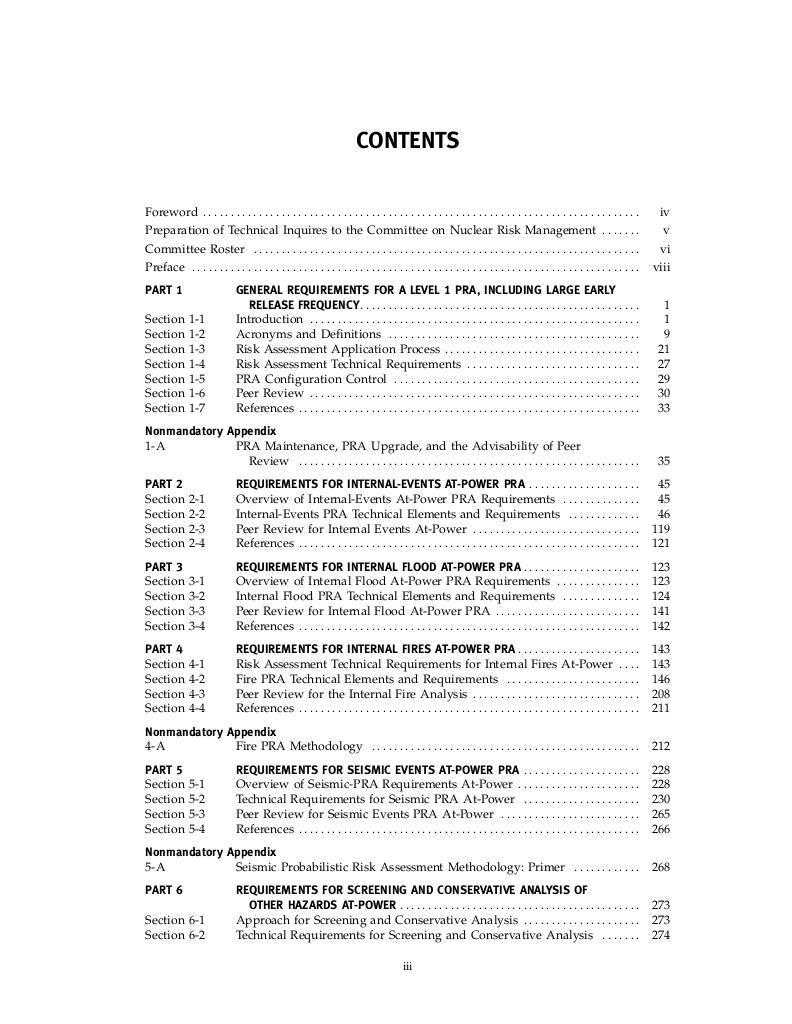 CONTENTS
Foreword ........ iv
Preparation of Technical Inquires to the Committee on Nuclear Risk Management ....... v
Committee Roster ........ vi
Preface ........ viii
PART 1 GENERAL REQUIREMENTS FOR A LEVEL 1 PRA, INCLUDING LARGE EARLY
RELEASE FREQUENCY ........ 1
Section 1-1 Introduction ........ 1
Section 1-2 Acronyms and Definitions ........ 9
Section 1-3 Risk Assessment Application Process ........ 21
Section 1-4 Risk Assessment Technical Requirements ........ 27
Section 1-5 PRA Configuration Control ........ 29
Section 1-6 Peer Review ........ 30
Section 1-7 References ........ 33
Nonmandatory Appendix
1-A PRA Maintenance, PRA Upgrade, and the Advisability of Peer
Review ........ 35
PART 2 REQUIREMENTS FOR INTERNAL-EVENTS AT-POWER PRA ........ 45
Section 2-1 Overview of Internal-Events At-Power PRA Requirements ........ 45
Section 2-2 Internal-Events PRA Technical Elements and Requirements ........ 46
Section 2-3 Peer Review for Internal Events At-Power ........ 119
Section 2-4 References ........ 121
PART 3 REQUIREMENTS FOR INTERNAL FLOOD AT-POWER PRA ........ 123
Section 3-1 Overview of Internal Flood At-Power PRA Requirements ........ 123
Section 3-2 Internal Flood PRA Technical Elements and Requirements ........ 124
Section 3-3 Peer Review for Internal Flood At-Power PRA ........ 141
Section 3-4 References ........ 142
PART 4 REQUIREMENTS FOR INTERNAL FIRES AT-POWER PRA ........ 143
Section 4-1 Risk Assessment Technical Requirements for Internal Fires At-Power .... 143
Section 4-2 Fire PRA Technical Elements and Requirements ........ 146
Section 4-3 Peer Review for the Internal Fire Analysis ........ 208
Section 4-4 References ........ 211
Nonmandatory Appendix
4-A Fire PRA Methodology ........ 212
PART 5 REQUIREMENTS FOR SEISMIC EVENTS AT-POWER PRA ........ 228
Section 5-1 Overview of Seismic-PRA Requirements At-Power ........ 228
Section 5-2 Technical Requirements for Seismic PRA At-Power ........ 230
Section 5-3 Peer Review for Seismic Events PRA At-Power ........ 265
Section 5-4 References ........ 266
Nonmandatory Appendix
5-A Seismic Probabilistic Risk Assessment Methodology: Primer ........ 268
PART 6 REQUIREMENTS FOR SCREENING AND CONSERVATIVE ANALYSIS OF
OTHER HAZARDS AT-POWER ........ 273
Section 6-1 Approach for Screening and Conservative Analysis ........ 273
Section 6-2 Technical Requirements for Screening and Conservative Analysis ....... 274
iii